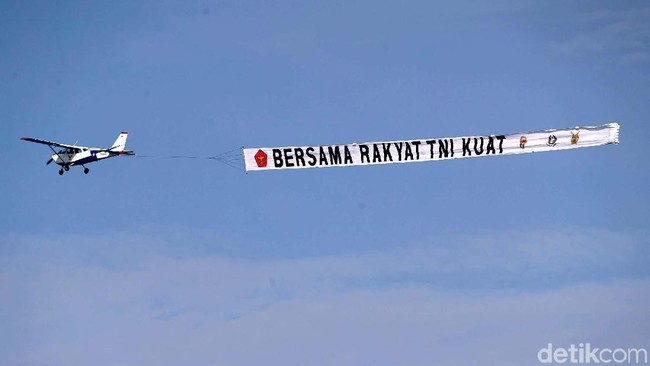 BERSAMA RAKYAT TNI KUAT
detikcom